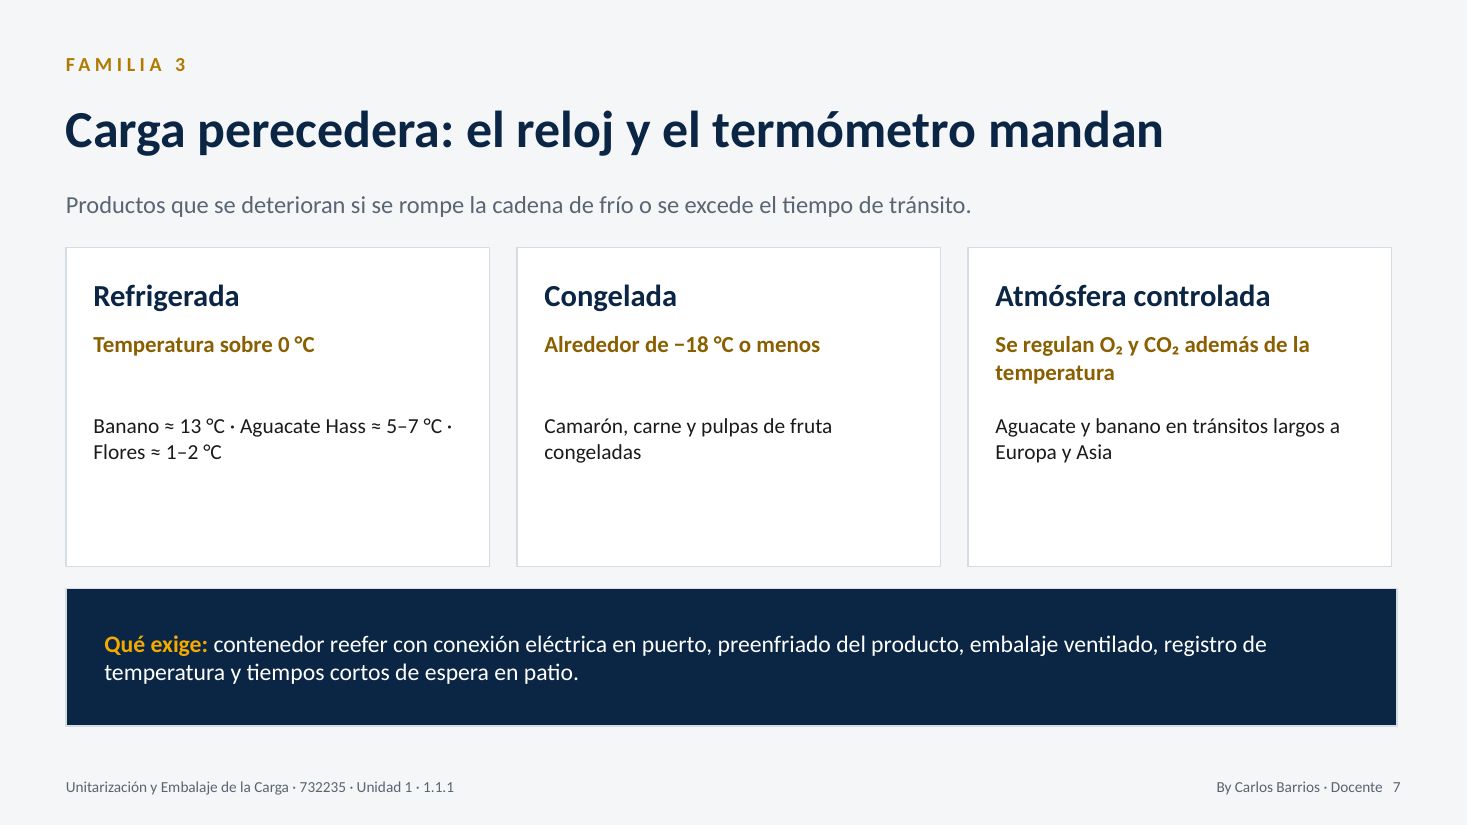 FAMILIA 3
Carga perecedera: el reloj y el termómetro mandan
Productos que se deterioran si se rompe la cadena de frío o se excede el tiempo de tránsito.
Refrigerada
Temperatura sobre 0 °C
Banano ≈ 13 °C · Aguacate Hass ≈ 5–7 °C ·
Flores ≈ 1–2 °C
Congelada
Alrededor de −18 °C o menos
Camarón, carne y pulpas de fruta
congeladas
Atmósfera controlada
Se regulan O₂ y CO₂ además de la
temperatura
Aguacate y banano en tránsitos largos a
Europa y Asia
Qué exige: contenedor reefer con conexión eléctrica en puerto, preenfriado del producto, embalaje ventilado, registro de
temperatura y tiempos cortos de espera en patio.
Unitarización y Embalaje de la Carga · 732235 · Unidad 1 · 1.1.1
By Carlos Barrios · Docente 7